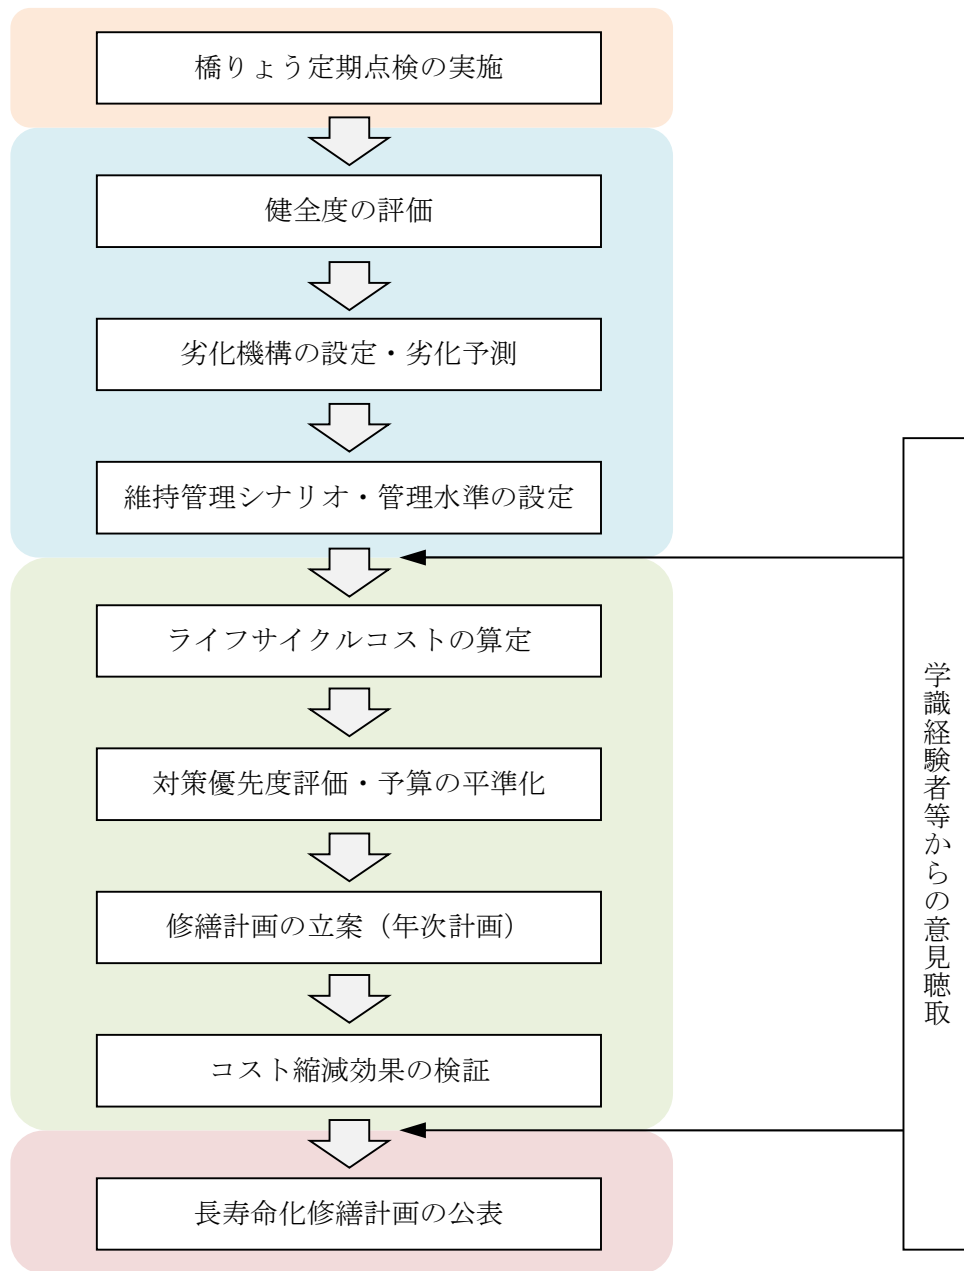 橋りょう定期点検の実施
健全度の評価
劣化機構の設定・劣化予測
維持管理シナリオ・管理水準の設定
ライフサイクルコストの算定
対策優先度評価・予算の平準化
修繕計画の立案（年次計画）
コスト縮減効果の検証
長寿命化修繕計画の公表
学識経験者等からの意見聴取